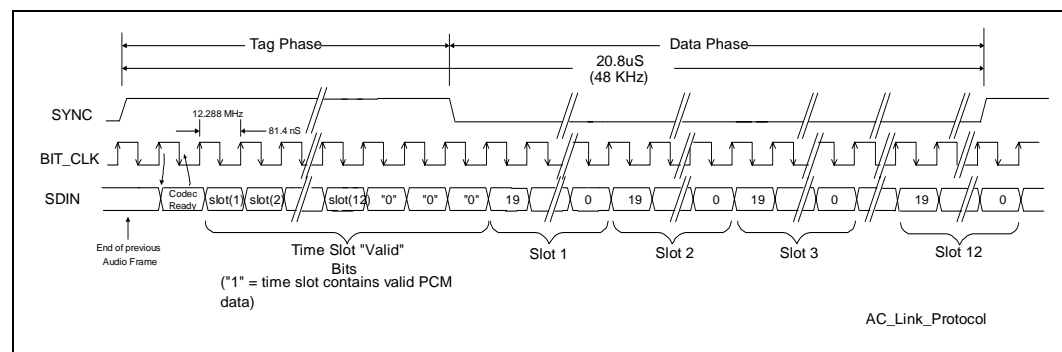 Tag Phase
Data Phase
20.8uS
(48 KHz)
SYNC
12.288 MHz
81.4 nS
BIT_CLK
SDIN
Codec
Ready
slot(1) slot(2) slot(12) "0" "0" "0" 19 0 19 0 19 0 19 0
End of previous
Audio Frame
Time Slot "Valid"
Bits
("1" = time slot contains valid PCM
data)
Slot 1
Slot 2
Slot 3
Slot 12
AC_Link_Protocol